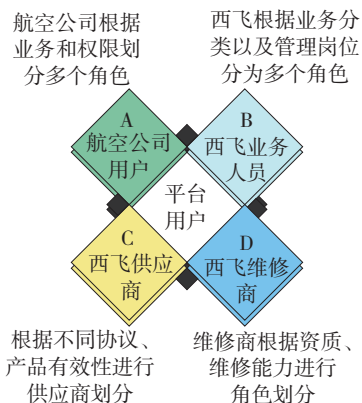 航空公司根据
业务和权限划
分多个角色
西飞根据业务分
类以及管理岗位
分为多个角色
A
航空公司
用户
B
西飞业务
人员
平台
用户
C
西飞供应
商
D
西飞维修
商
根据不同协议、
产品有效性进行
供应商划分
维修商根据资质、
维修能力进行
角色划分